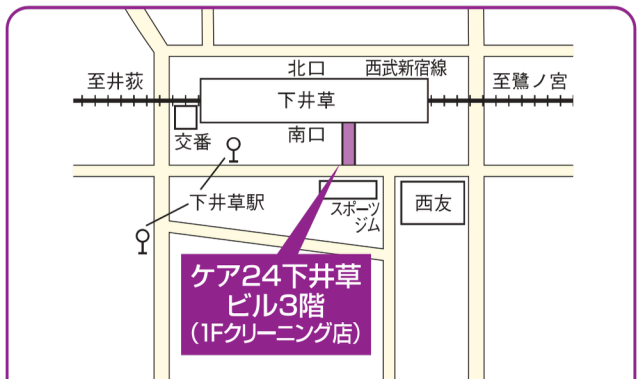 北口
西武新宿線
至井荻
下井草
至鷺ノ宮
交番
南口
下井草駅
スポーツ
ジム
西友
ケア24下井草
ビル3階
（1Fクリーニング店）